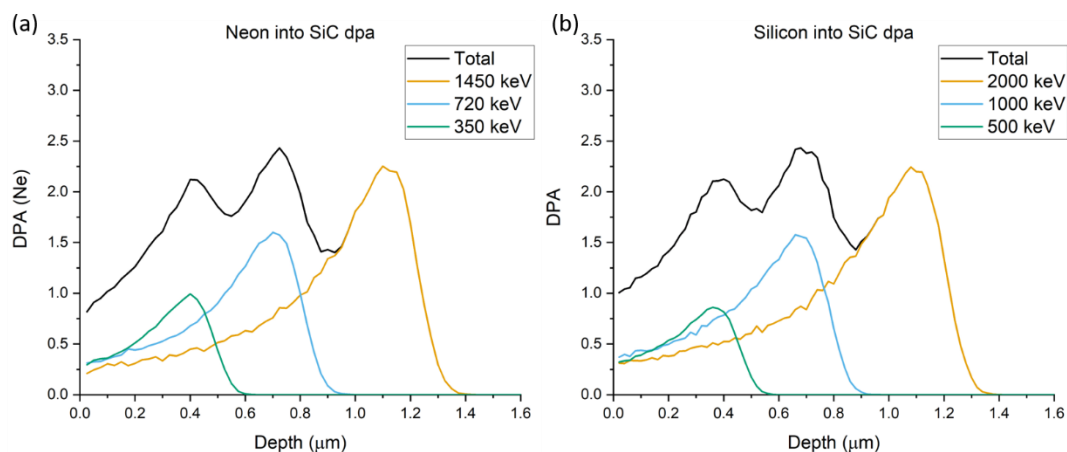 (a)
Neon into SiC dpa
Total
1450 keV
720 keV
350 keV
DPA (Ne)
3.5
3.0
2.5
2.0
1.5
1.0
0.5
0.0
0.0 0.2 0.4 0.6 0.8 1.0 1.2 1.4 1.6
Depth (μm)
(b)
Silicon into SiC dpa
Total
2000 keV
1000 keV
500 keV
DPA
3.5
3.0
2.5
2.0
1.5
1.0
0.5
0.0
0.0 0.2 0.4 0.6 0.8 1.0 1.2 1.4 1.6
Depth (μm)